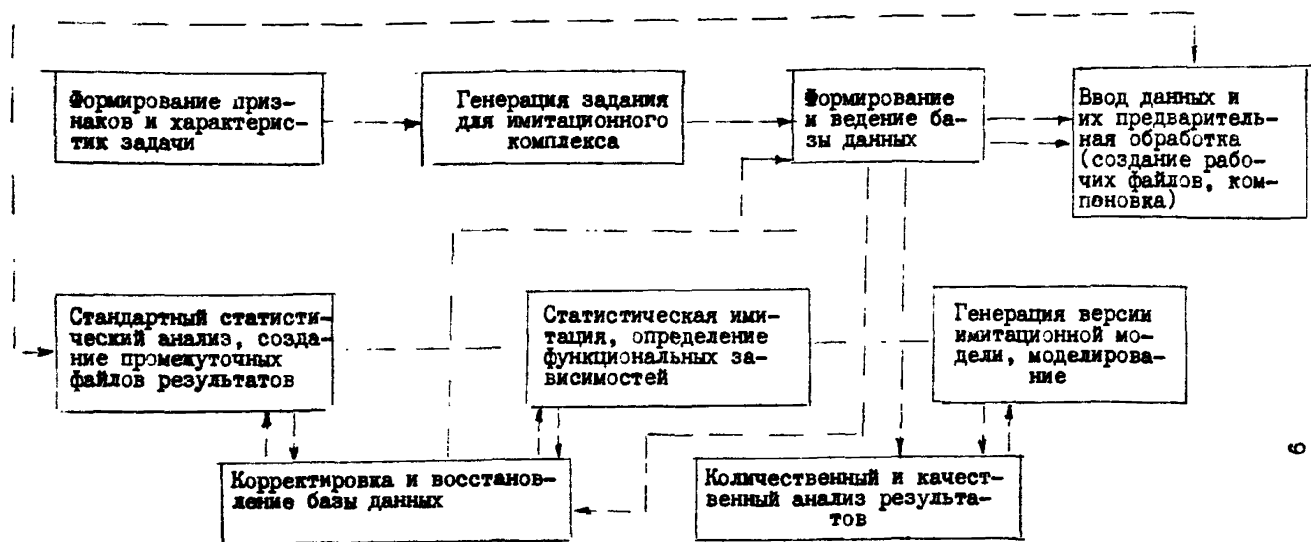 Формирование приз-
наков и характерис-
тик задачи
Генерация задания
для имитационного
комплекса
Формирование
и ведение ба-
зы данных
Ввод данных и
их предваритель-
ная обработка
(создание рабо-
чих файлов, ком-
поновка)
Стандартный статисти-
ческий анализ, созда-
ние промежуточных
файлов результатов
Статистическая ими-
тация, определение
функциональных за-
висимостей
Генерация версии
имитационной мо-
дели, моделирова-
ние
Корректировка и восстанов-
ление базы данных
Количественный и качест-
венный анализ результа-
тов
6